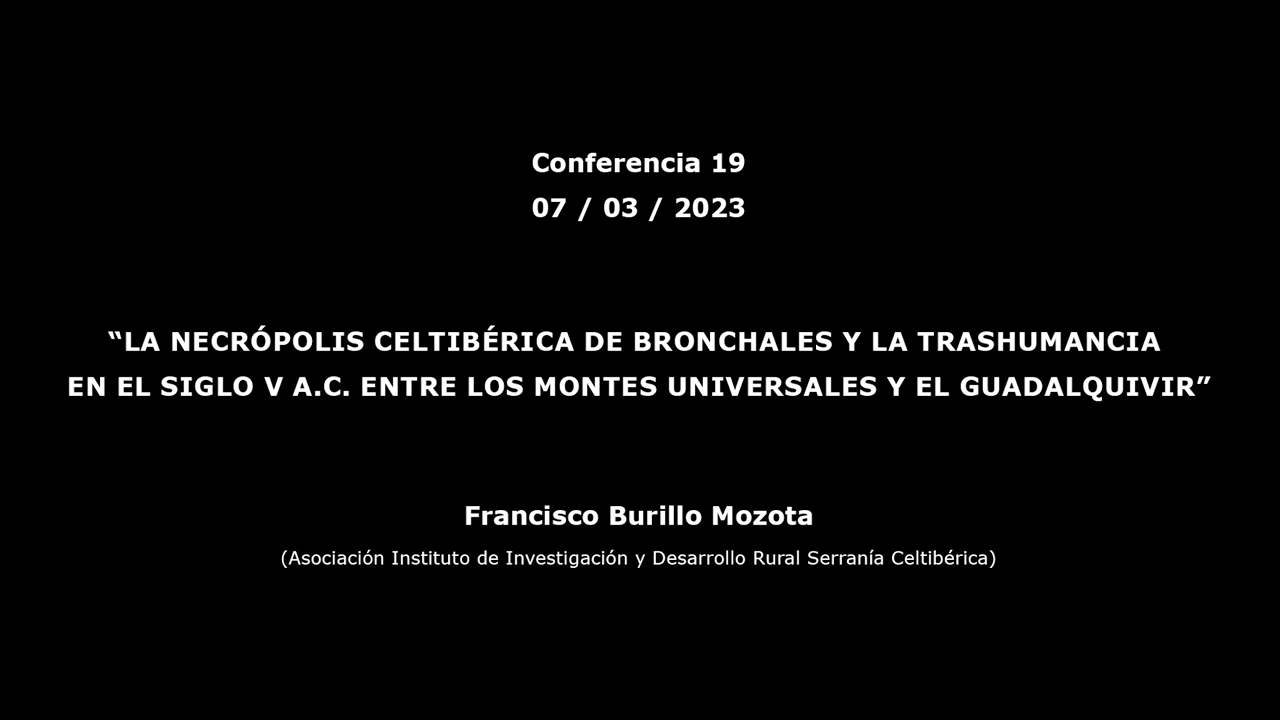 Conferencia 19
07 / 03 / 2023
“LA NECRÓPOLIS CELTIBÉRICA DE BRONCHALES Y LA TRASHUMANCIA
EN EL SIGLO V A.C. ENTRE LOS MONTES UNIVERSALES Y EL GUADALQUIVIR”
Francisco Burillo Mozota
(Asociación Instituto de Investigación y Desarrollo Rural Serranía Celtibérica)